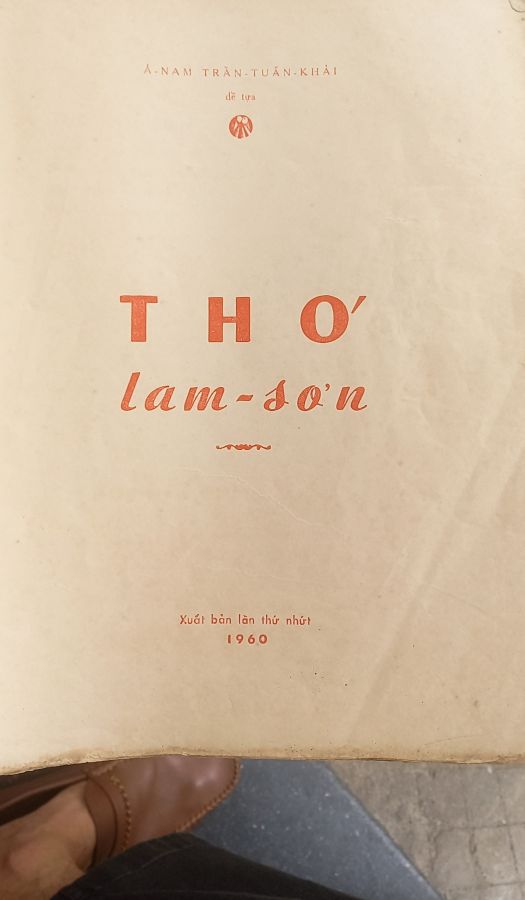 Á-NAM TRẦN-TUẤN-KHẢI
đề tựa
THƠ
lam-sơn
Xuất bản lần thứ nhứt
1960